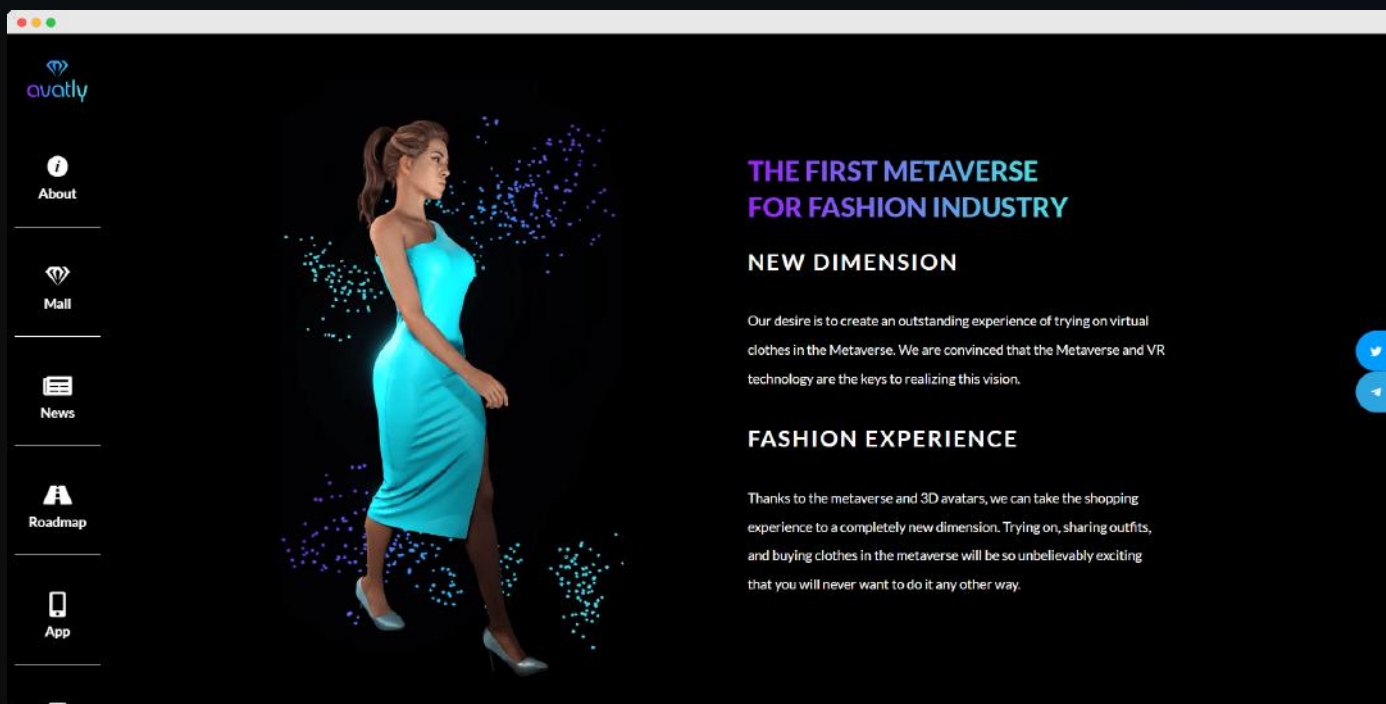 avatly
About
Mall
News
Roadmap
App
THE FIRST METAVERSE
FOR FASHION INDUSTRY
NEW DIMENSION
Our desire is to create an outstanding experience of trying on virtual
clothes in the Metaverse. We are convinced that the Metaverse and VR
technology are the keys to realizing this vision.
FASHION EXPERIENCE
Thanks to the metaverse and 3D avatars, we can take the shopping
experience to a completely new dimension. Trying on, sharing outfits,
and buying clothes in the metaverse will be so unbelievably exciting
that you will never want to do it any other way.